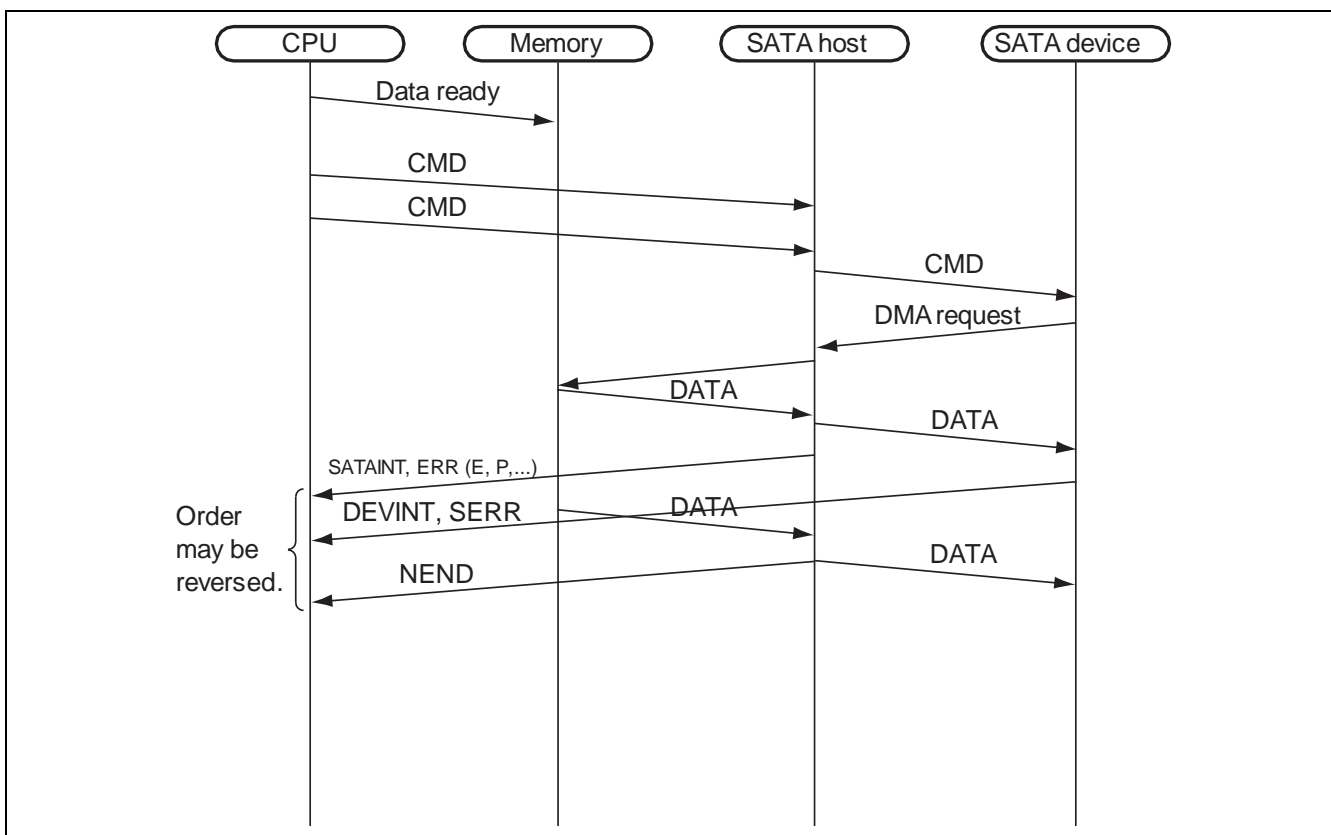 CPU
Memory
SATA host
SATA device
Data ready
CMD
CMD
CMD
DMA request
DATA
DATA
SATAINT, ERR (E, P,...)
DATA
DEVINT, SERR
Order
may be
reversed.
DATA
NEND